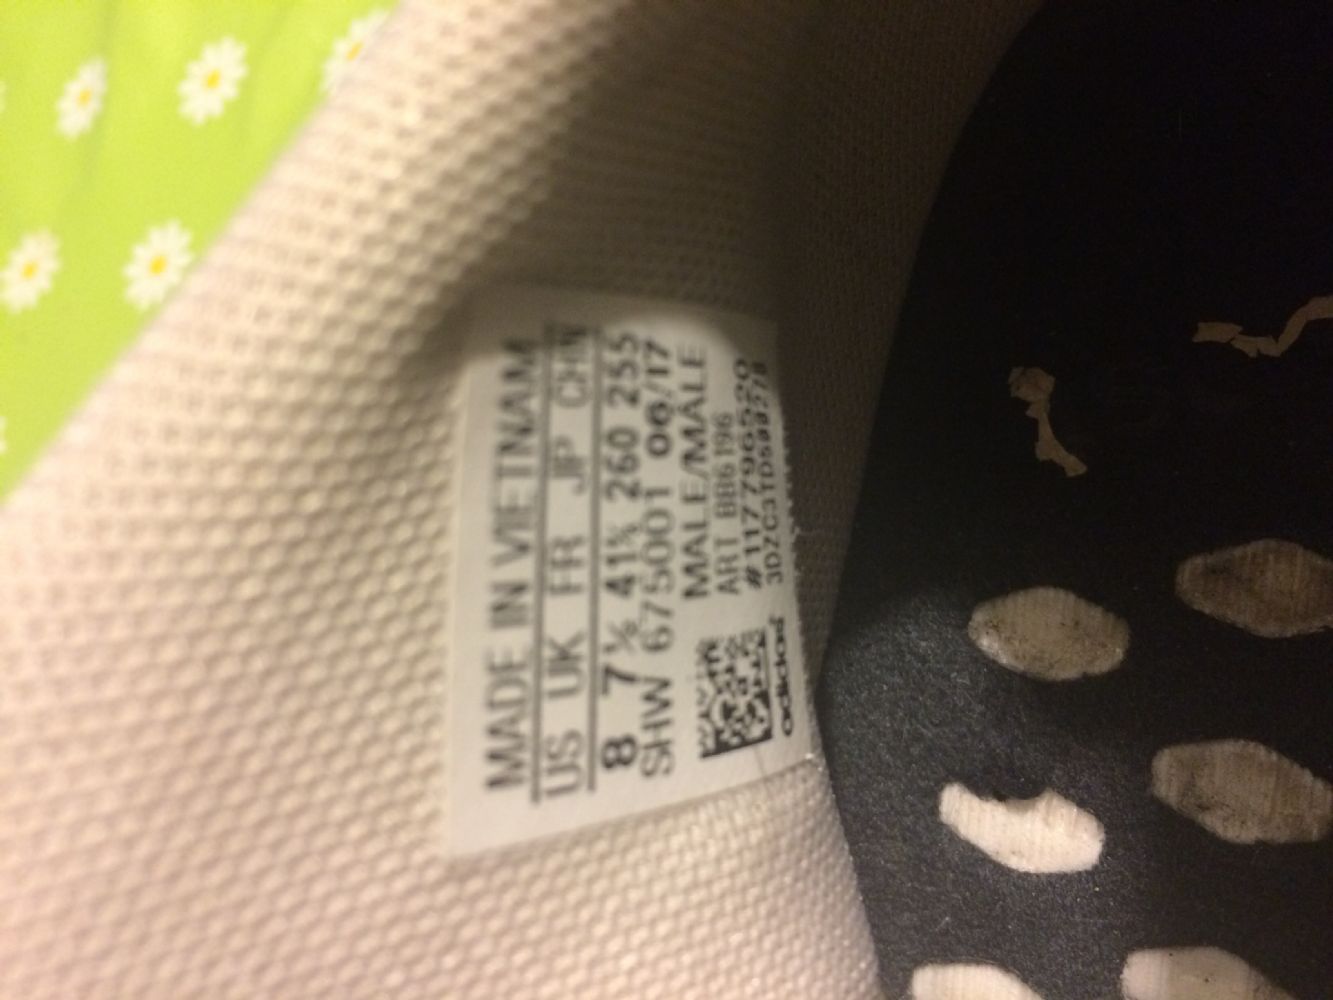 MADE IN VIETNAM
US UK FR JP CHN
8 7½ 41⅓ 260 255
SHW 675001 06/17
MALE/MÂLE
ART BB6196
#1177796520
adidas